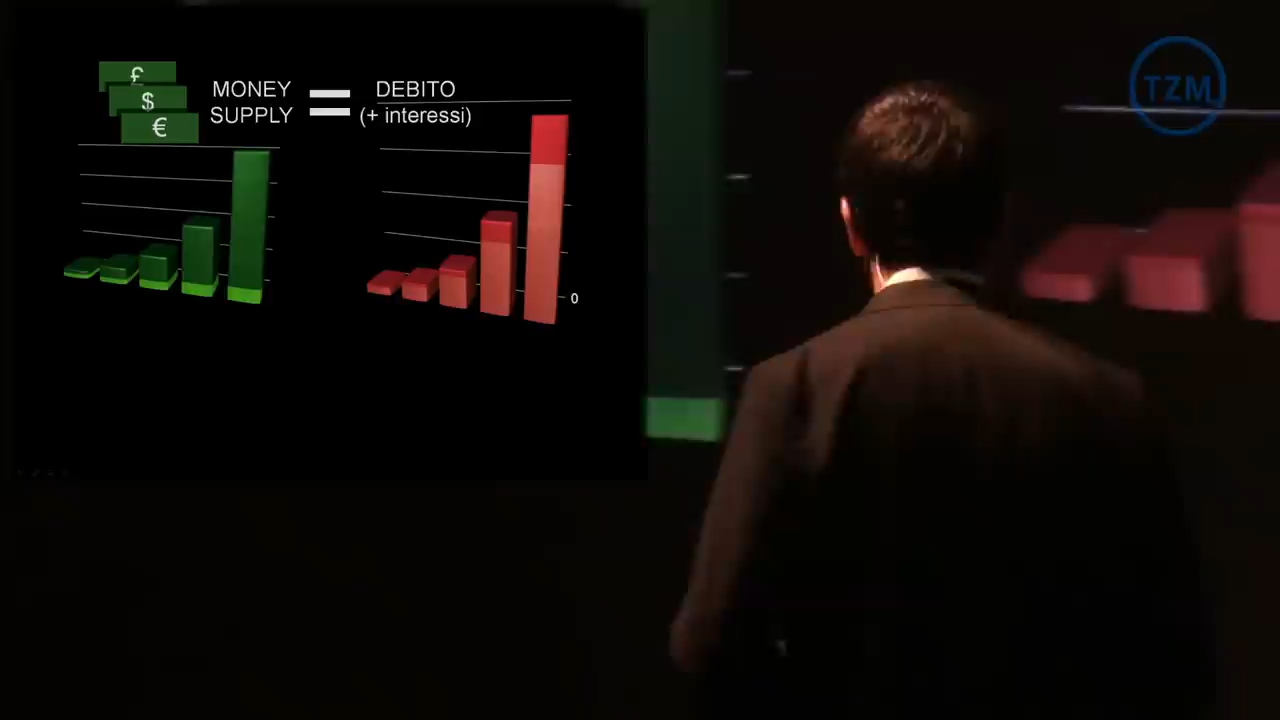 £
$
€
MONEY
SUPPLY
=
DEBITO
(+ interessi)
0
TZM